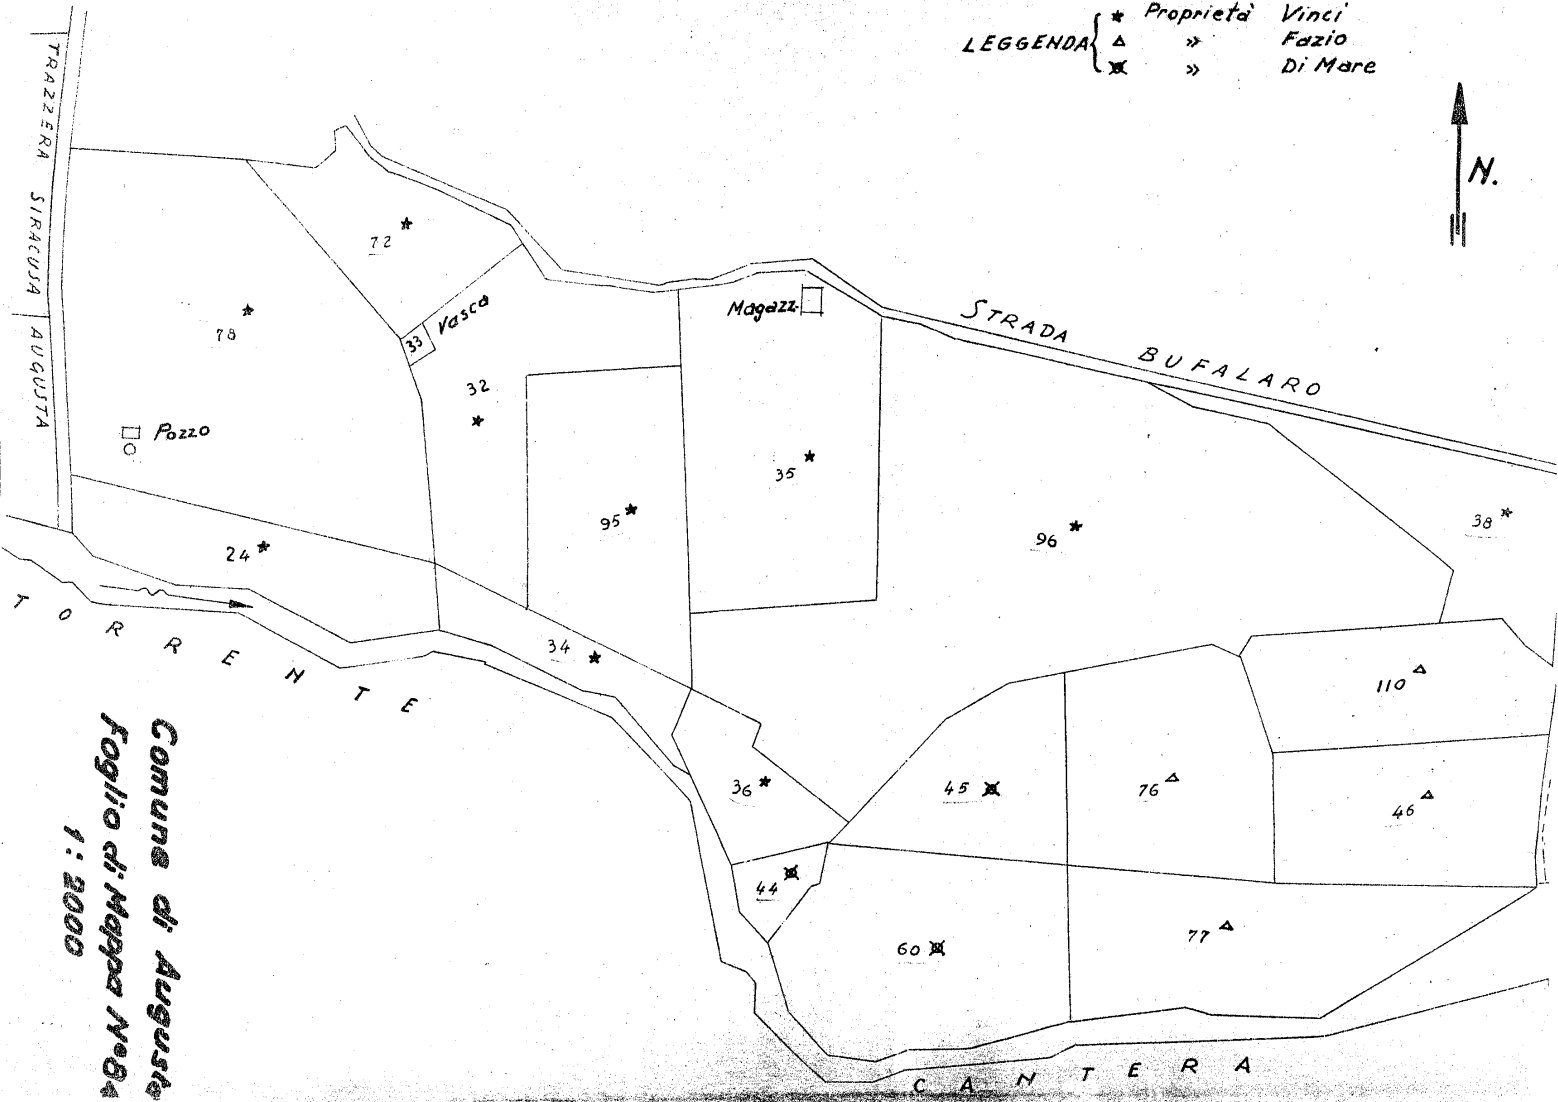 LEGGENDA
* Proprietà Vinci
△ » Fazio
» Di Mare
N.
TRAZZERA SIRACUSA AUGUSTA
72
78
33
Vasca
Magazz.
STRADA BUFALARO
32
Pozzo
35
95
96
38
24
34
TORRENTE
110
36
45
76
46
44
60
77
CANTERA
Comune di Augusta
Foglio di Mappa N°84
1:2000